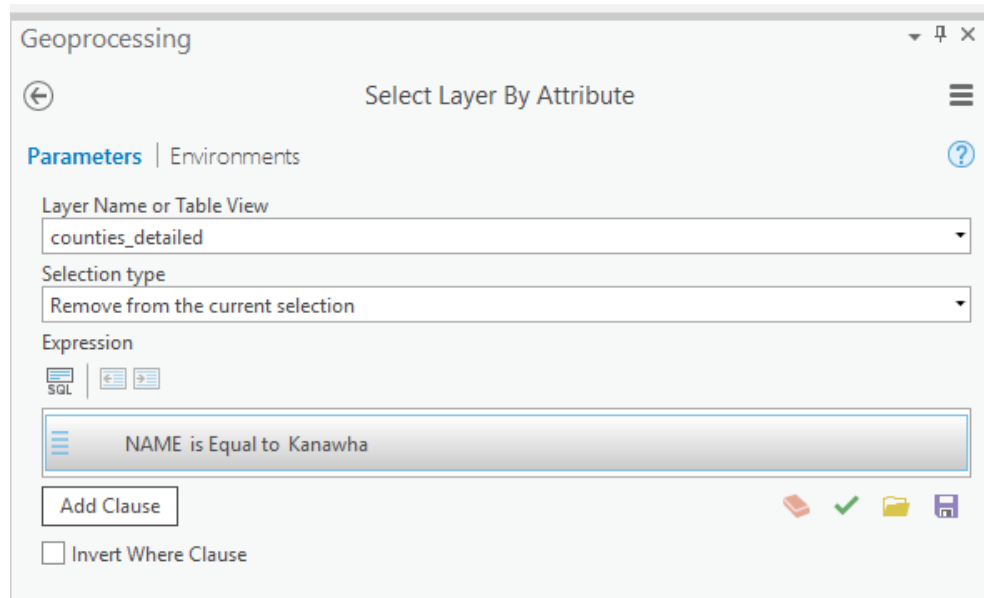 Geoprocessing
Select Layer By Attribute
Parameters | Environments
Layer Name or Table View
counties_detailed
Selection type
Remove from the current selection
Expression
SQL
NAME is Equal to Kanawha
Add Clause
Invert Where Clause